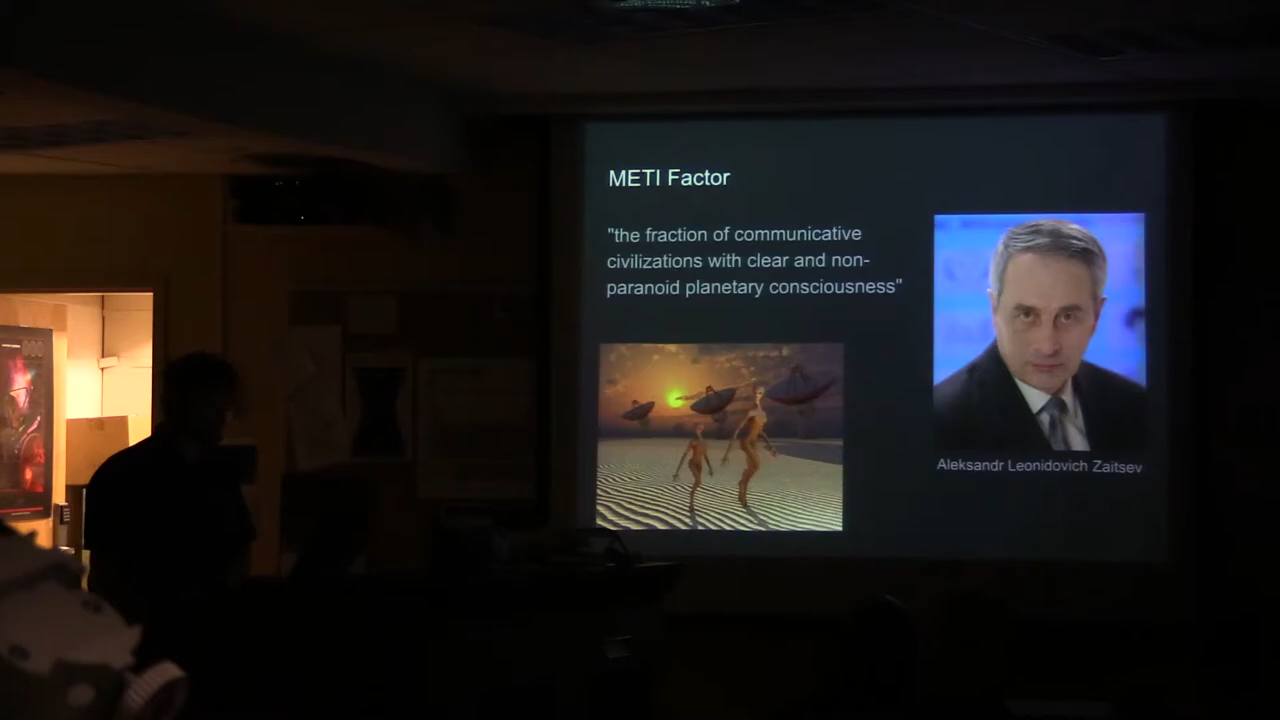 METI Factor
"the fraction of communicative
civilizations with clear and non-
paranoid planetary consciousness"
Aleksandr Leonidovich Zaitsev